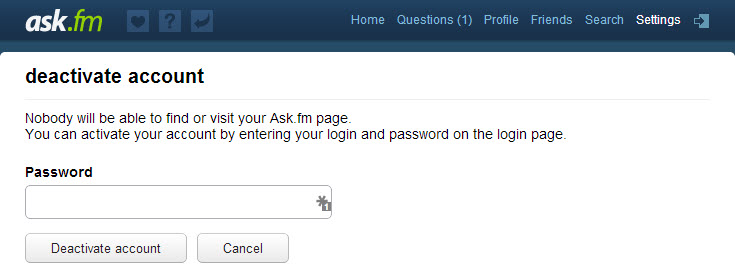 ask.fm
Home Questions (1) Profile Friends Search Settings
deactivate account
Nobody will be able to find or visit your Ask.fm page.
You can activate your account by entering your login and password on the login page.
Password
1
Deactivate account Cancel